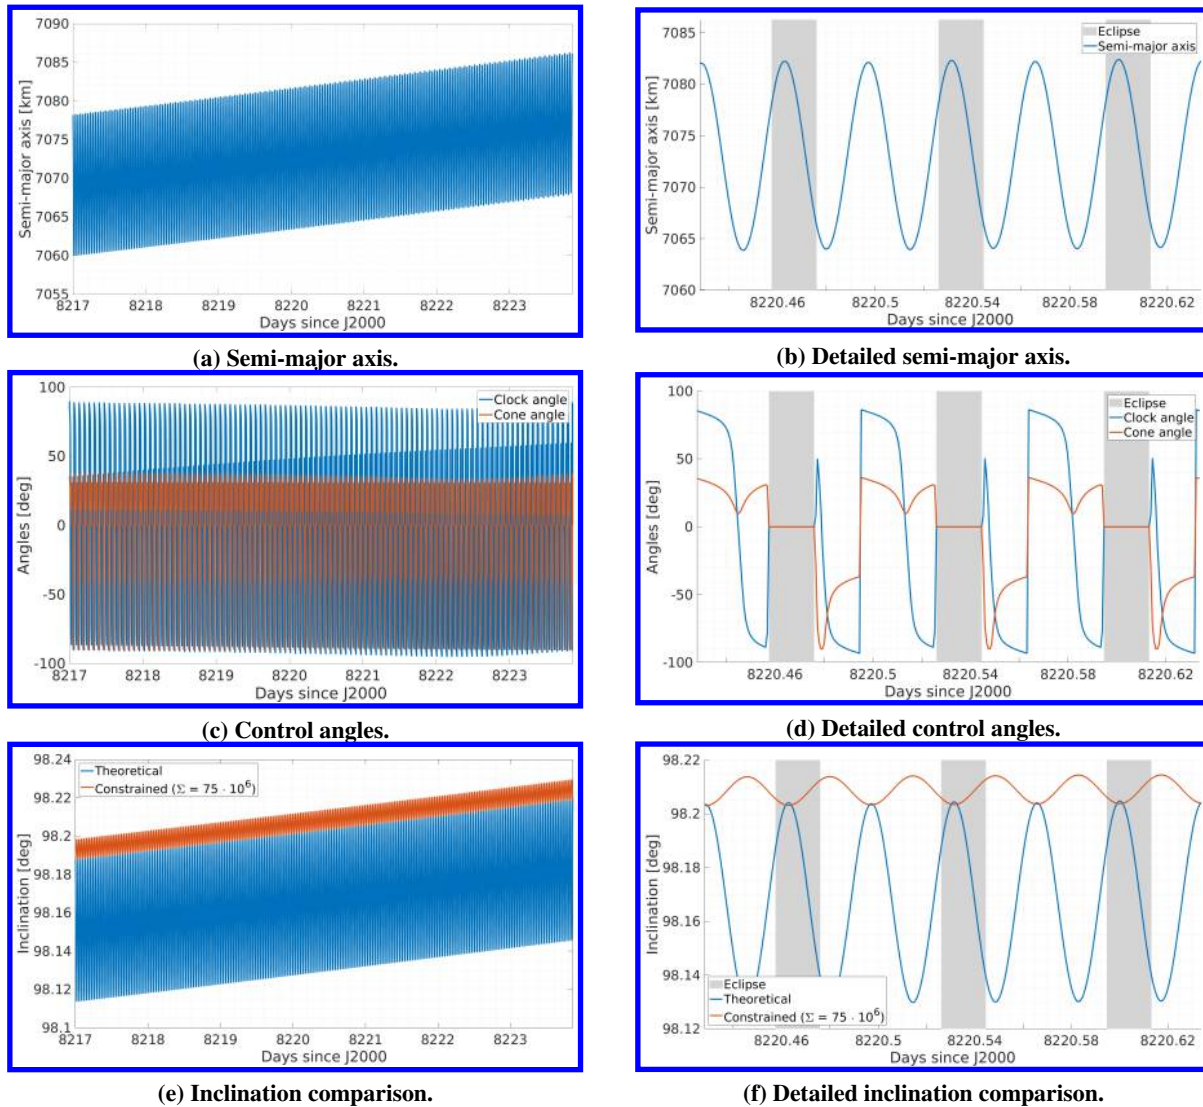 7090
7085
7080
7075
7070
7065
7060
7055
Semi-major axis [km]
8217 8218 8219 8220 8221 8222 8223
Days since J2000
(a) Semi-major axis.
7085
7080
7075
7070
7065
7060
Semi-major axis [km]
Eclipse
Semi-major axis
8220.46 8220.5 8220.54 8220.58 8220.62
Days since J2000
(b) Detailed semi-major axis.
100
50
0
-50
-100
Angles [deg]
Clock angle
Cone angle
8217 8218 8219 8220 8221 8222 8223
Days since J2000
(c) Control angles.
100
50
0
-50
-100
Angles [deg]
Eclipse
Clock angle
Cone angle
8220.46 8220.5 8220.54 8220.58 8220.62
Days since J2000
(d) Detailed control angles.
98.24
98.22
98.2
98.18
98.16
98.14
98.12
98.1
Inclination [deg]
Theoretical
Constrained (Σ = 75 · 10⁶)
8217 8218 8219 8220 8221 8222 8223
Days since J2000
(e) Inclination comparison.
98.22
98.2
98.18
98.16
98.14
98.12
Inclination [deg]
Eclipse
Theoretical
Constrained (Σ = 75 · 10⁶)
8220.46 8220.5 8220.54 8220.58 8220.62
Days since J2000
(f) Detailed inclination comparison.